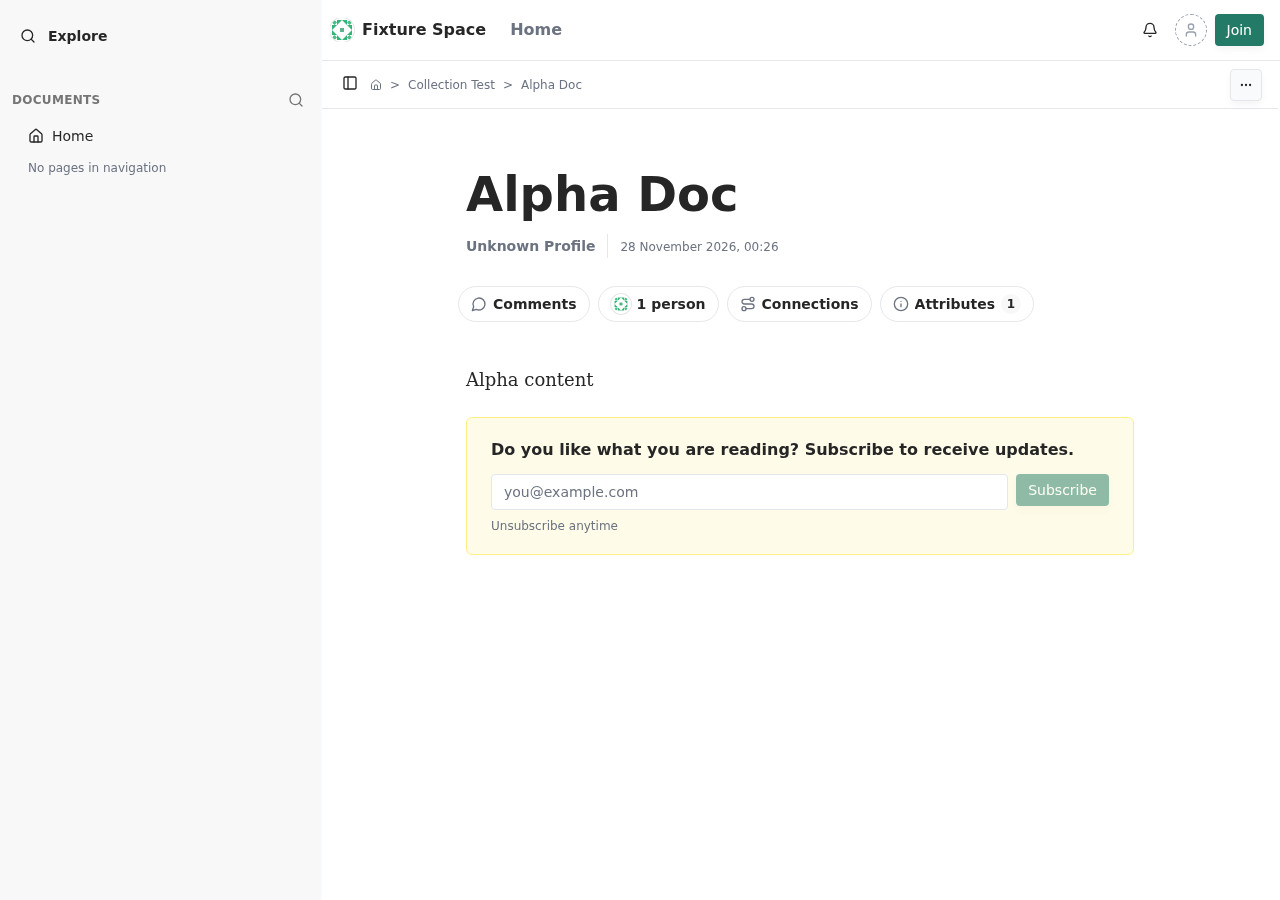 Explore
DOCUMENTS
Home
No pages in navigation
Fixture Space
Home
Join
> Collection Test > Alpha Doc
Alpha Doc
Unknown Profile
28 November 2026, 00:26
Comments
1 person
Connections
Attributes 1
Alpha content
Do you like what you are reading? Subscribe to receive updates.
you@example.com
Subscribe
Unsubscribe anytime